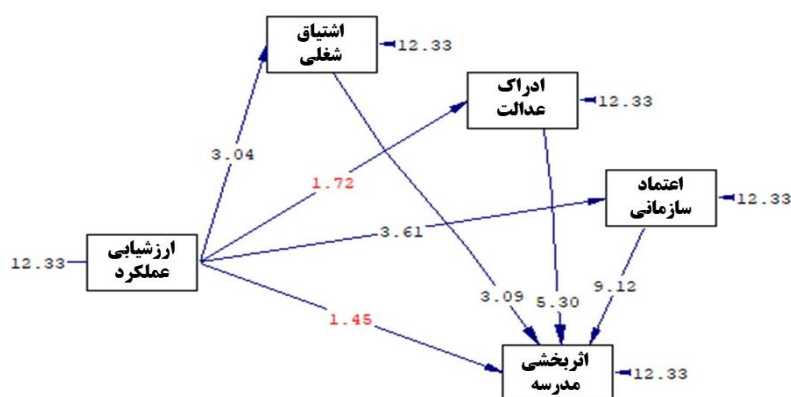 اشتیاق
شغلی
12.33
ادراک
عدالت
12.33
3.04
1.72
اعتماد
سازمانی
12.33
3.61
ارزشیابی
عملکرد
12.33
3.09
5.30
9.12
1.45
اثربخشی
مدرسه
12.33